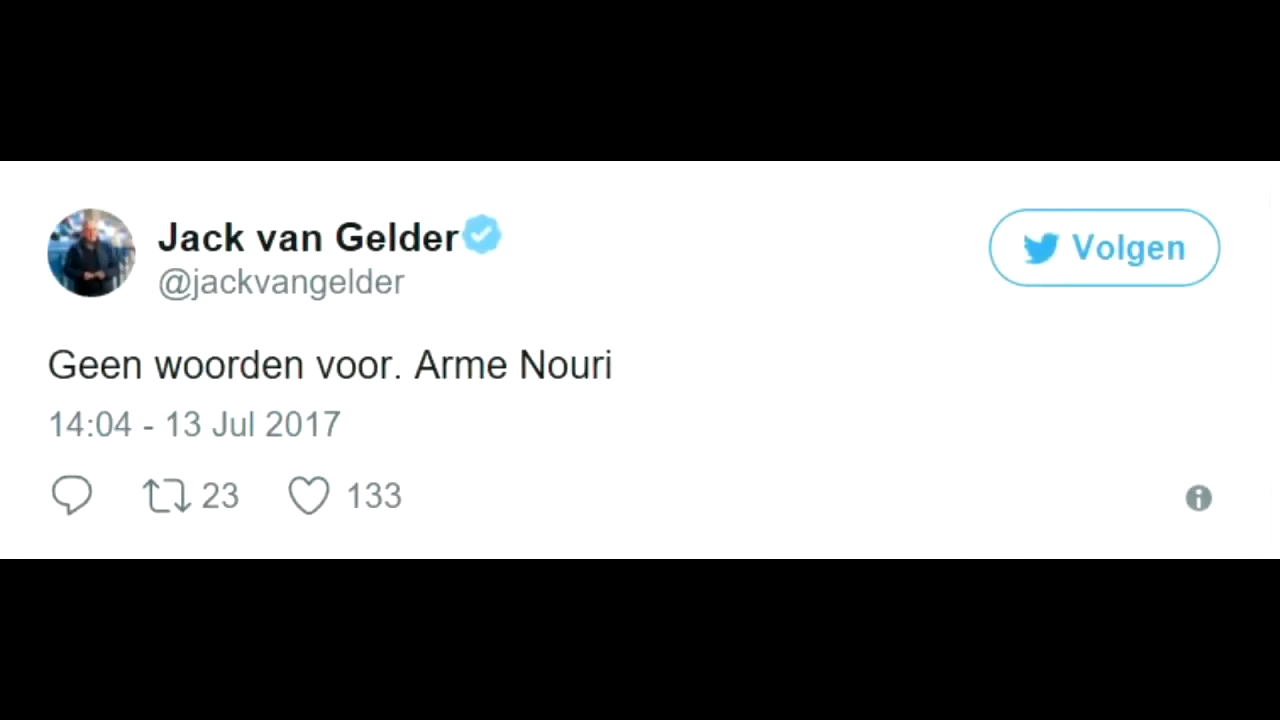 Jack van Gelder
@jackvangelder
Volgen
Geen woorden voor. Arme Nouri
14:04 - 13 Jul 2017
23 133